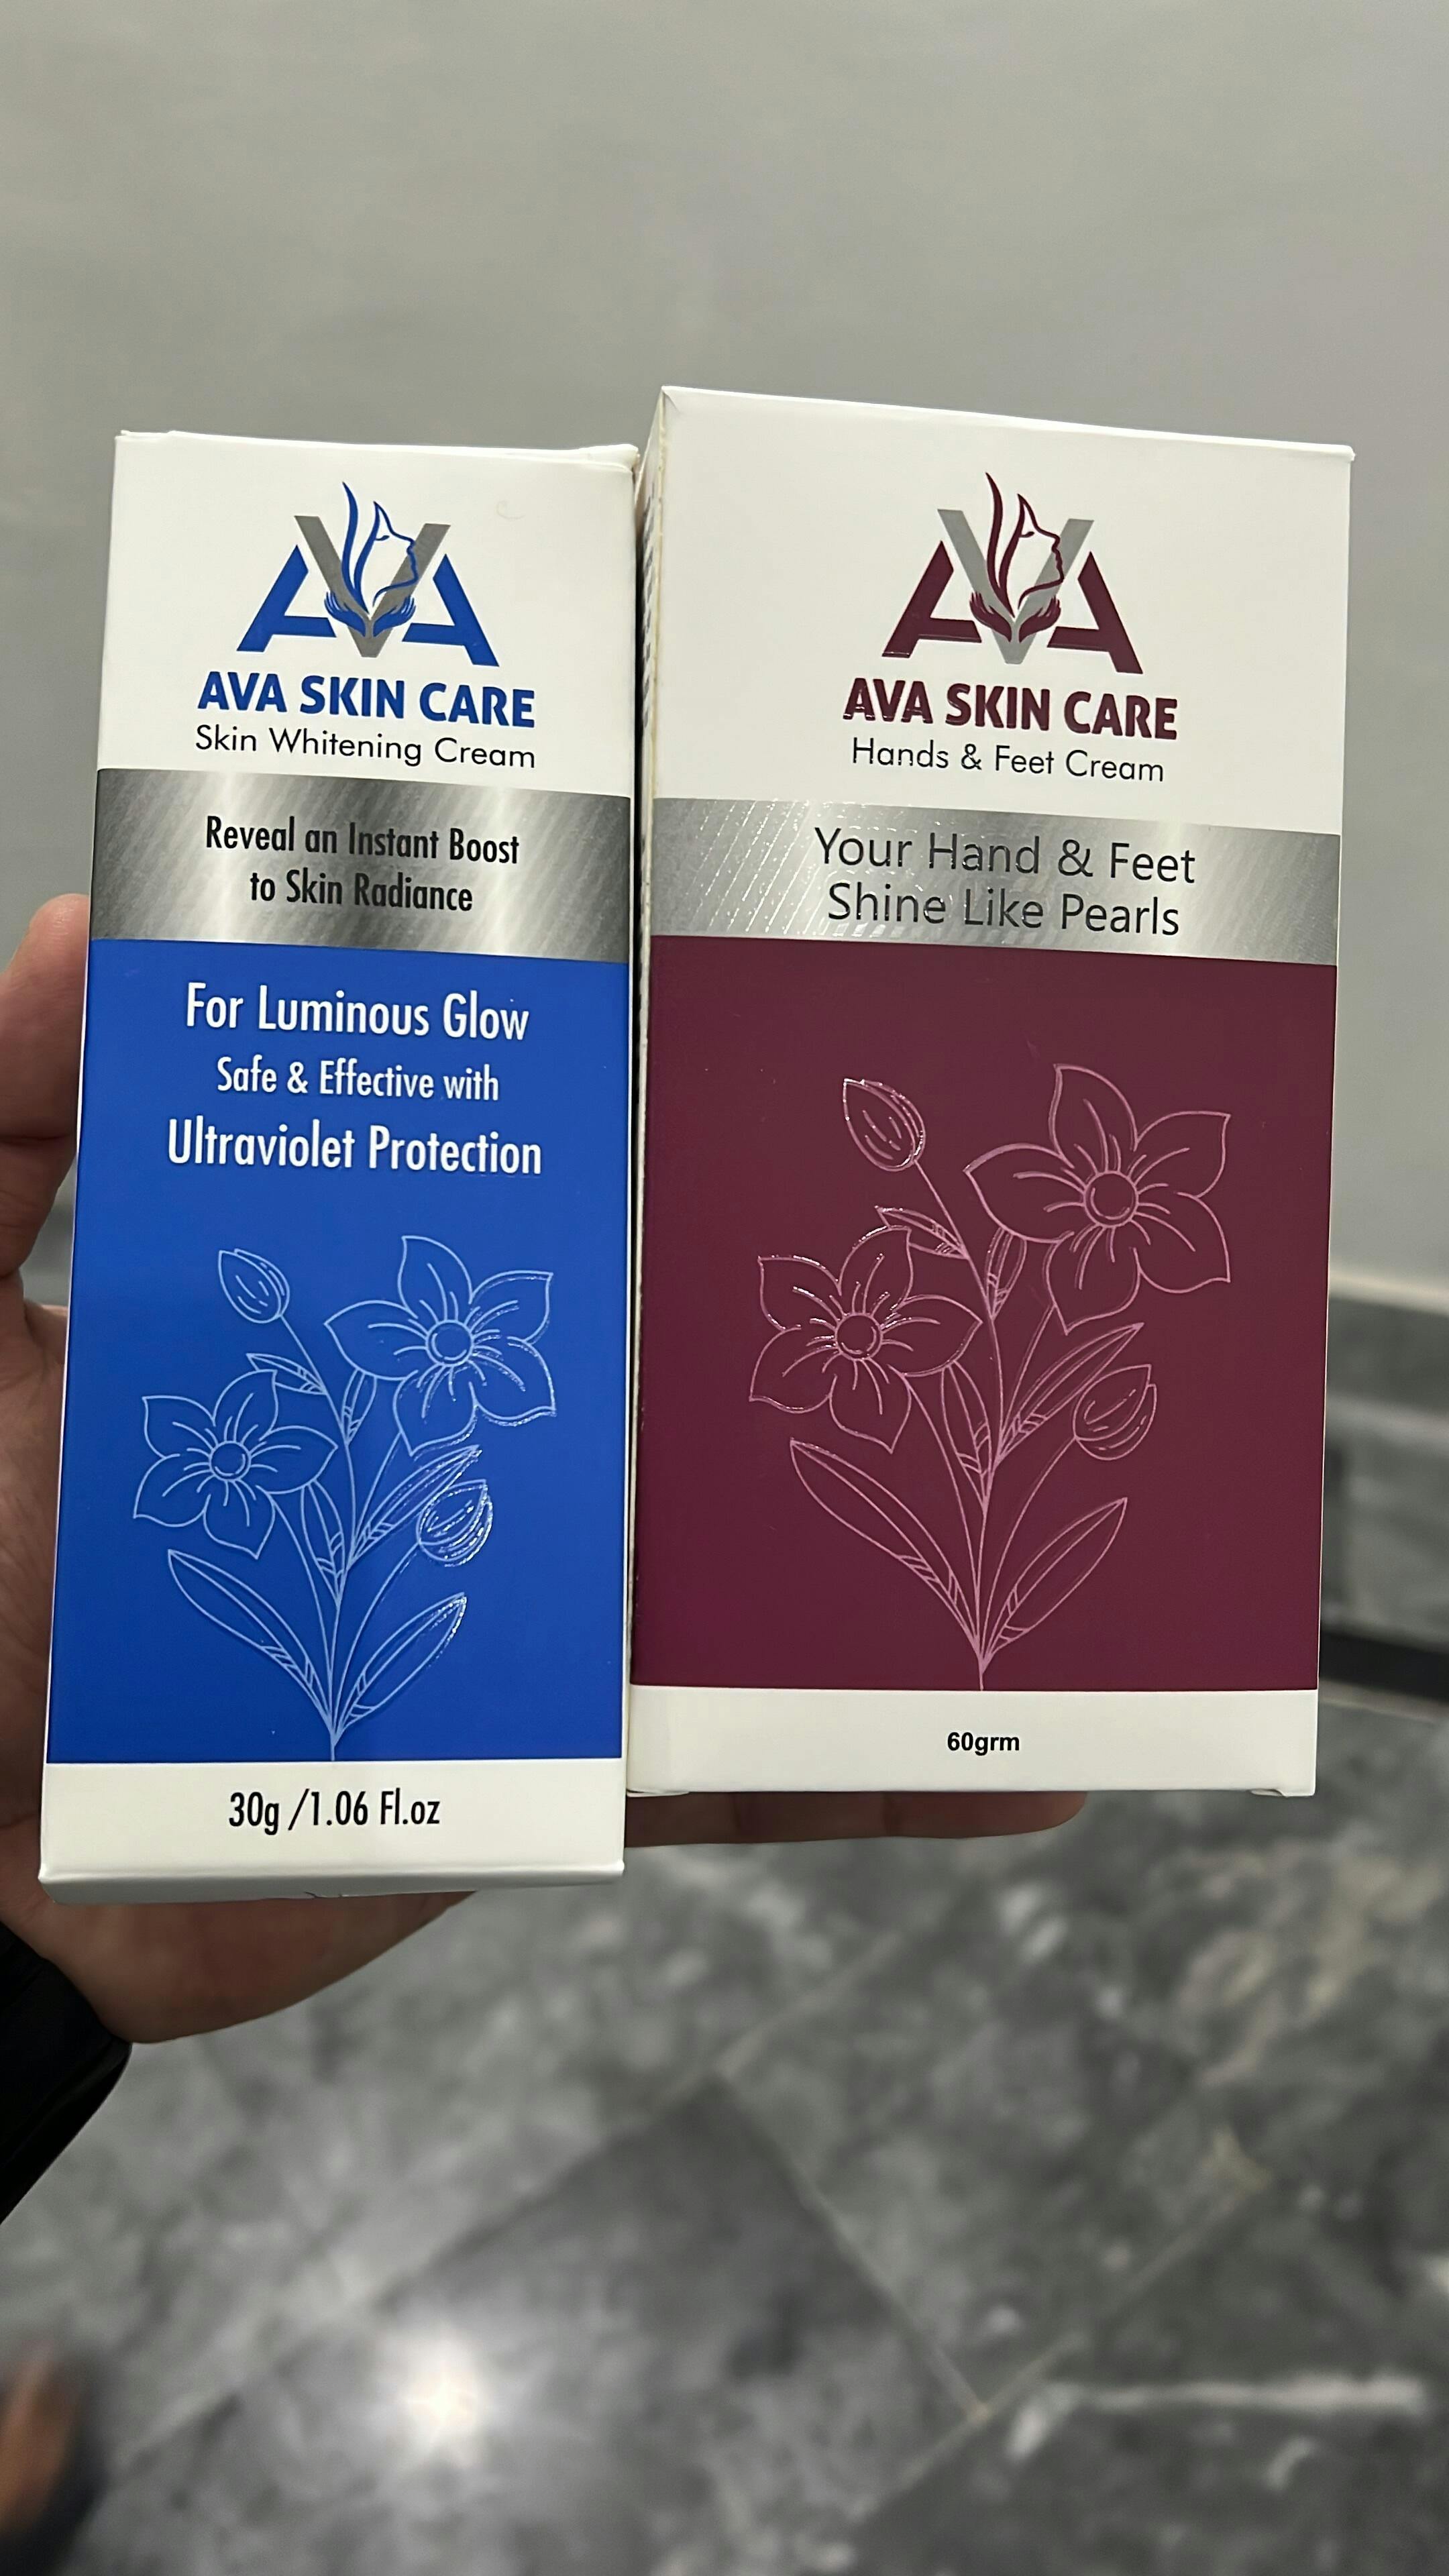 AVA
AVA SKIN CARE
Skin Whitening Cream
Reveal an Instant Boost
to Skin Radiance
For Luminous Glow
Safe & Effective with
Ultraviolet Protection
30g /1.06 Fl.oz
AVA
AVA SKIN CARE
Hands & Feet Cream
Your Hand & Feet
Shine Like Pearls
60grm